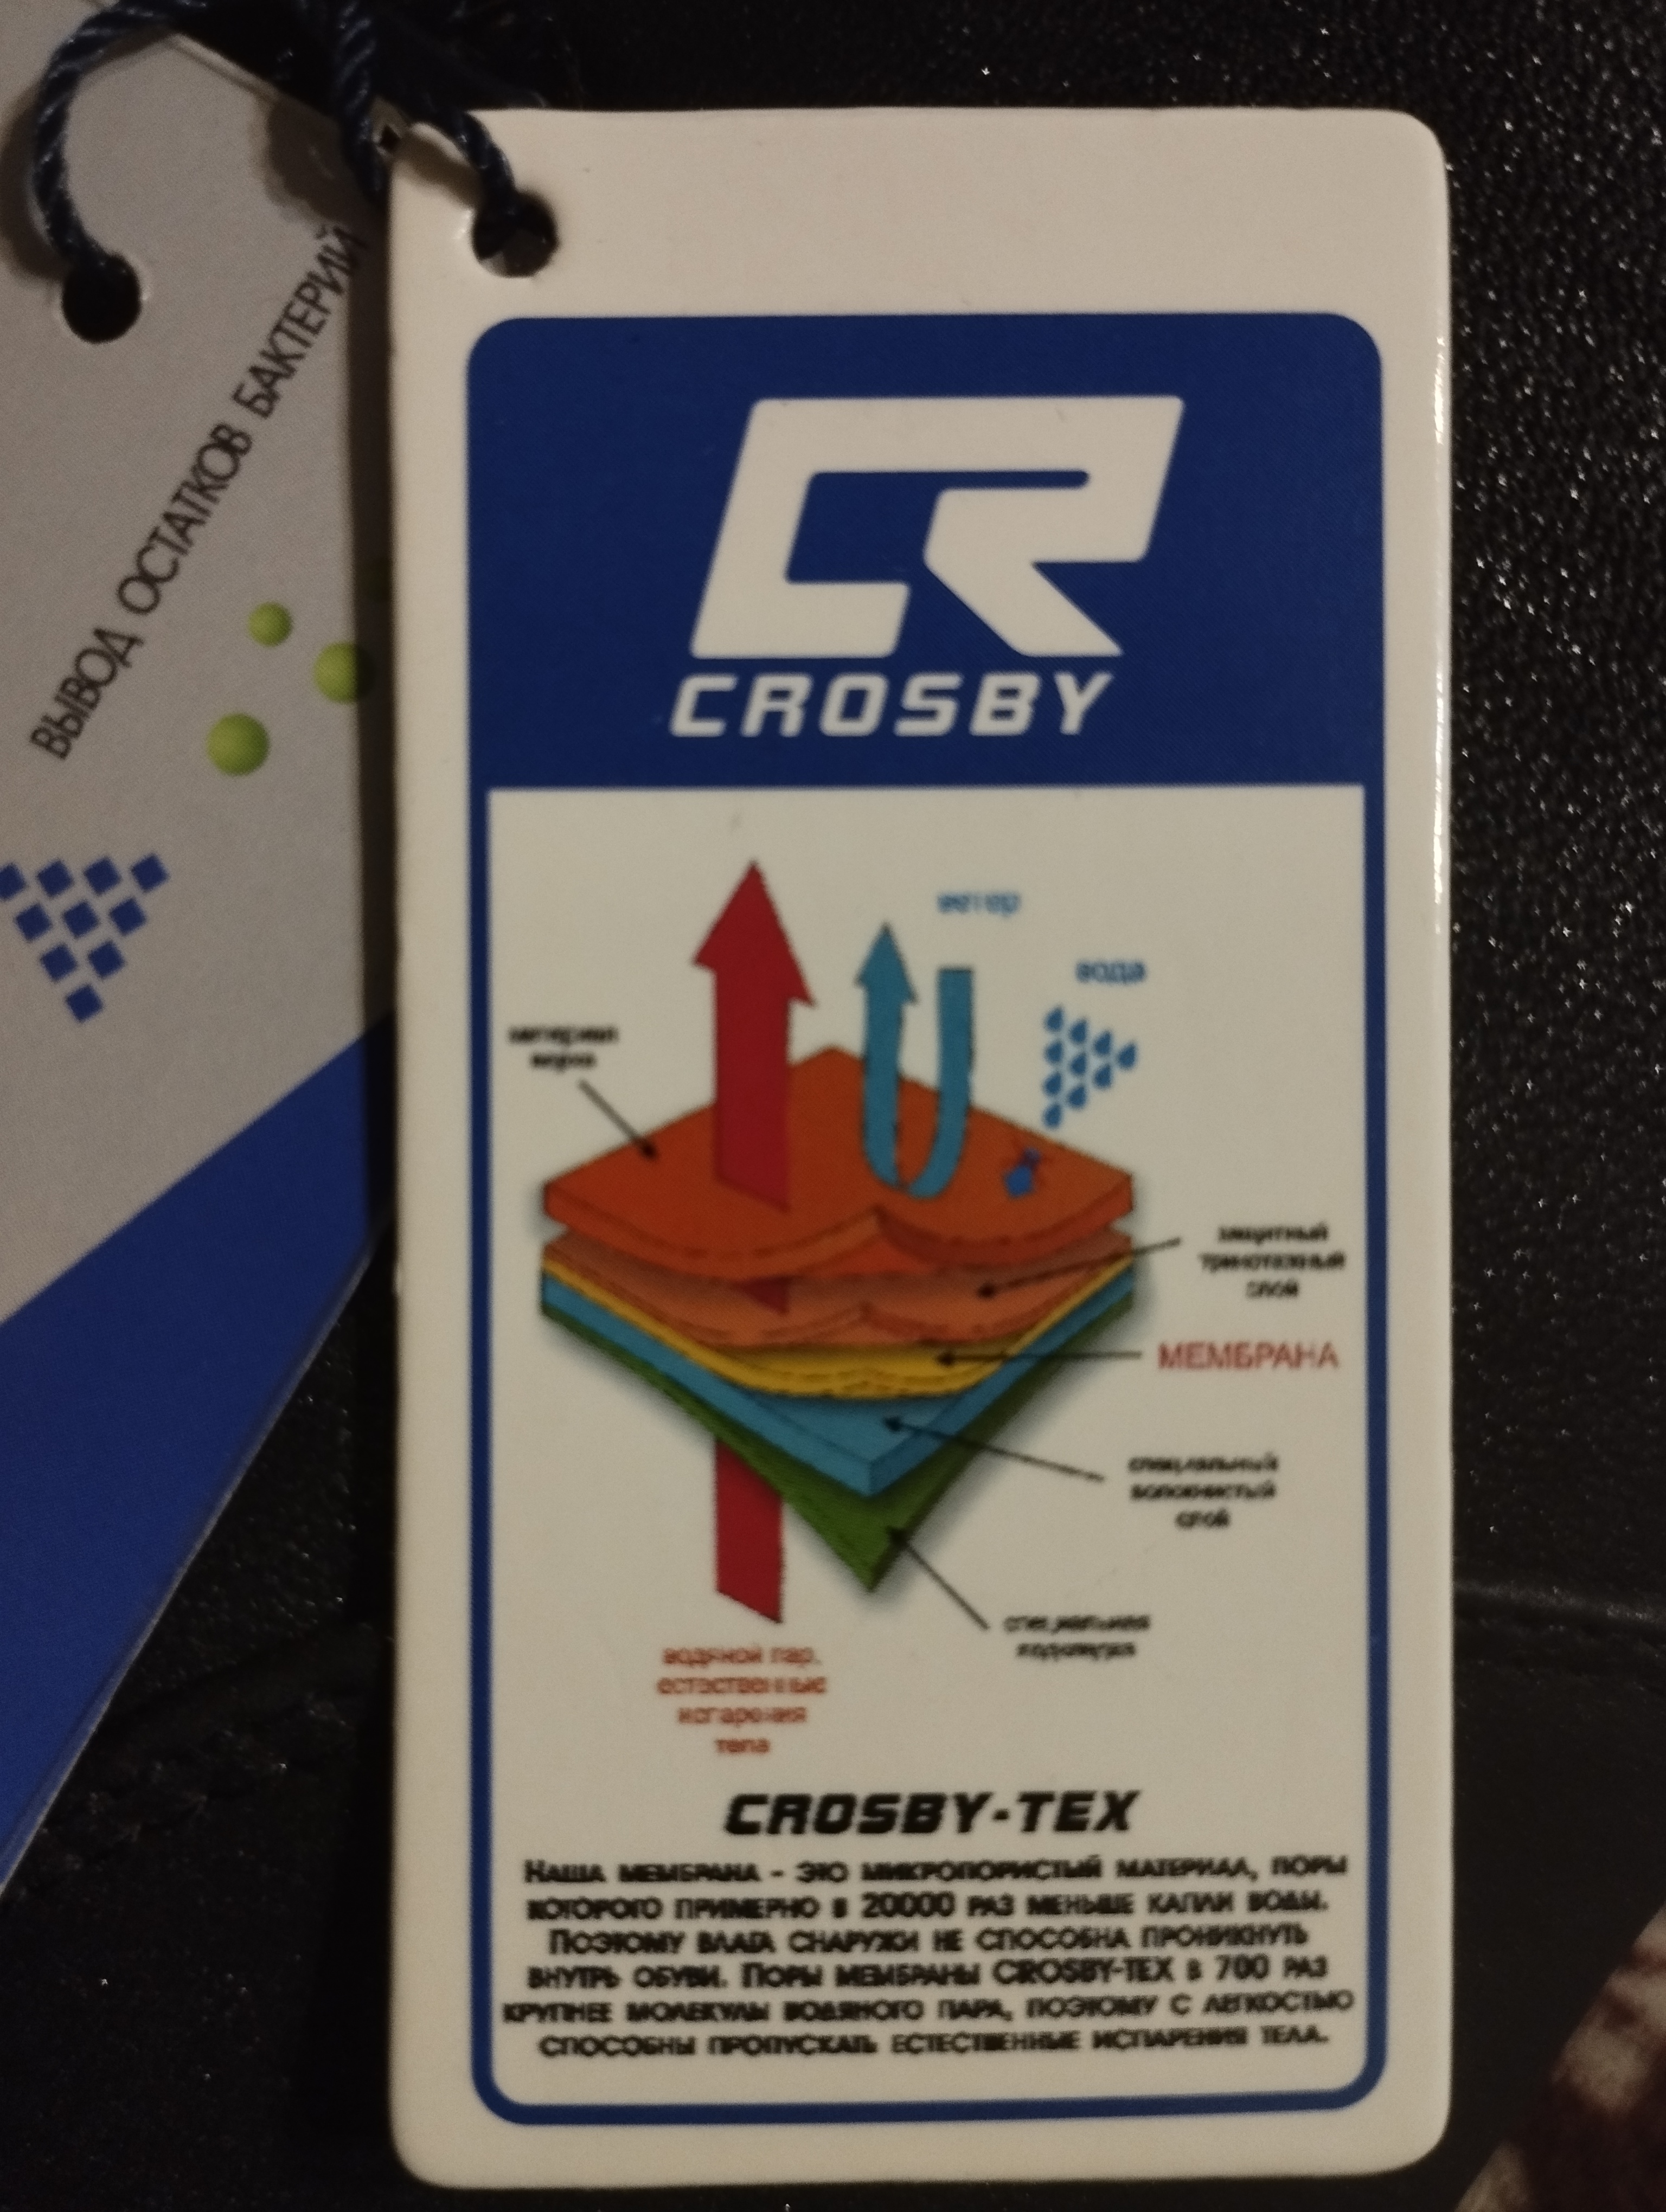 ВЫВОД ОСТАТКОВ БАКТЕРИЙ
CR
CROSBY
ветер
вода
материал
верха
защитный
трикотажный
слой
МЕМБРАНА
специальный
волокнистый
слой
специальная
подкладка
водяной пар,
естественные
испарения
тела
CROSBY-TEX
НАША МЕМБРАНА - ЭТО МИКРОПОРИСТЫЙ МАТЕРИАЛ, ПОРЫ
КОТОРОГО ПРИМЕРНО В 20000 РАЗ МЕНЬШЕ КАПЛИ ВОДЫ.
ПОЭТОМУ ВЛАГА СНАРУЖИ НЕ СПОСОБНА ПРОНИКНУТЬ
ВНУТРЬ ОБУВИ. ПОРЫ МЕМБРАНЫ CROSBY-TEX В 700 РАЗ
КРУПНЕЕ МОЛЕКУЛЫ ВОДЯНОГО ПАРА, ПОЭТОМУ С ЛЕГКОСТЬЮ
СПОСОБНЫ ПРОПУСКАТЬ ЕСТЕСТВЕННЫЕ ИСПАРЕНИЯ ТЕЛА.